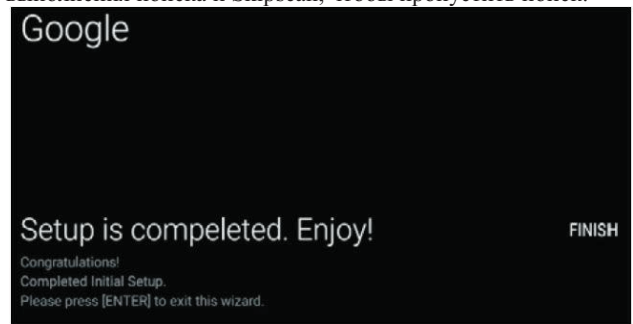 Google
Setup is compeleted. Enjoy!
FINISH
Congratulations!
Completed Initial Setup.
Please press [ENTER] to exit this wizard.